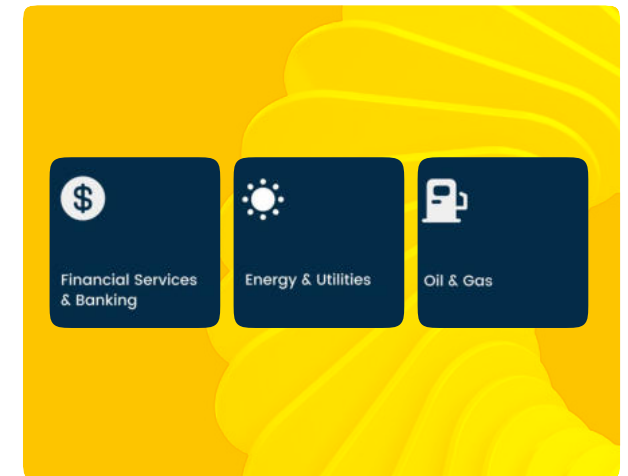 Financial Services
& Banking
Energy & Utilities
Oil & Gas